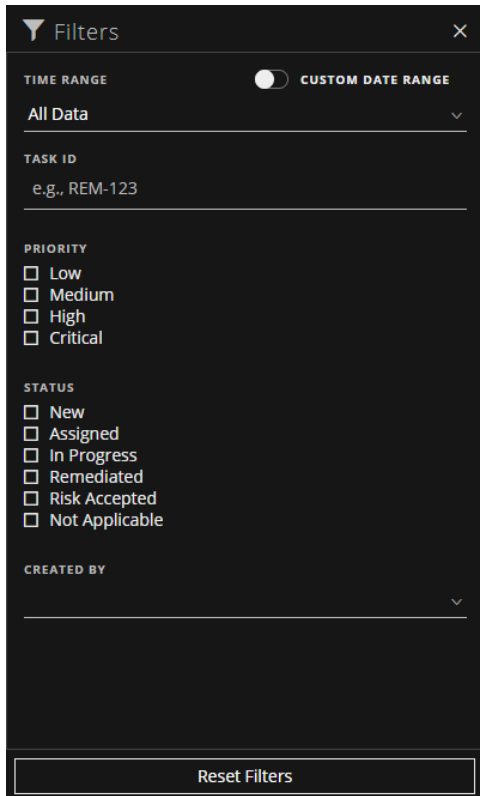 Filters
TIME RANGE CUSTOM DATE RANGE
All Data
TASK ID
e.g., REM-123
PRIORITY
Low
Medium
High
Critical
STATUS
New
Assigned
In Progress
Remediated
Risk Accepted
Not Applicable
CREATED BY
Reset Filters